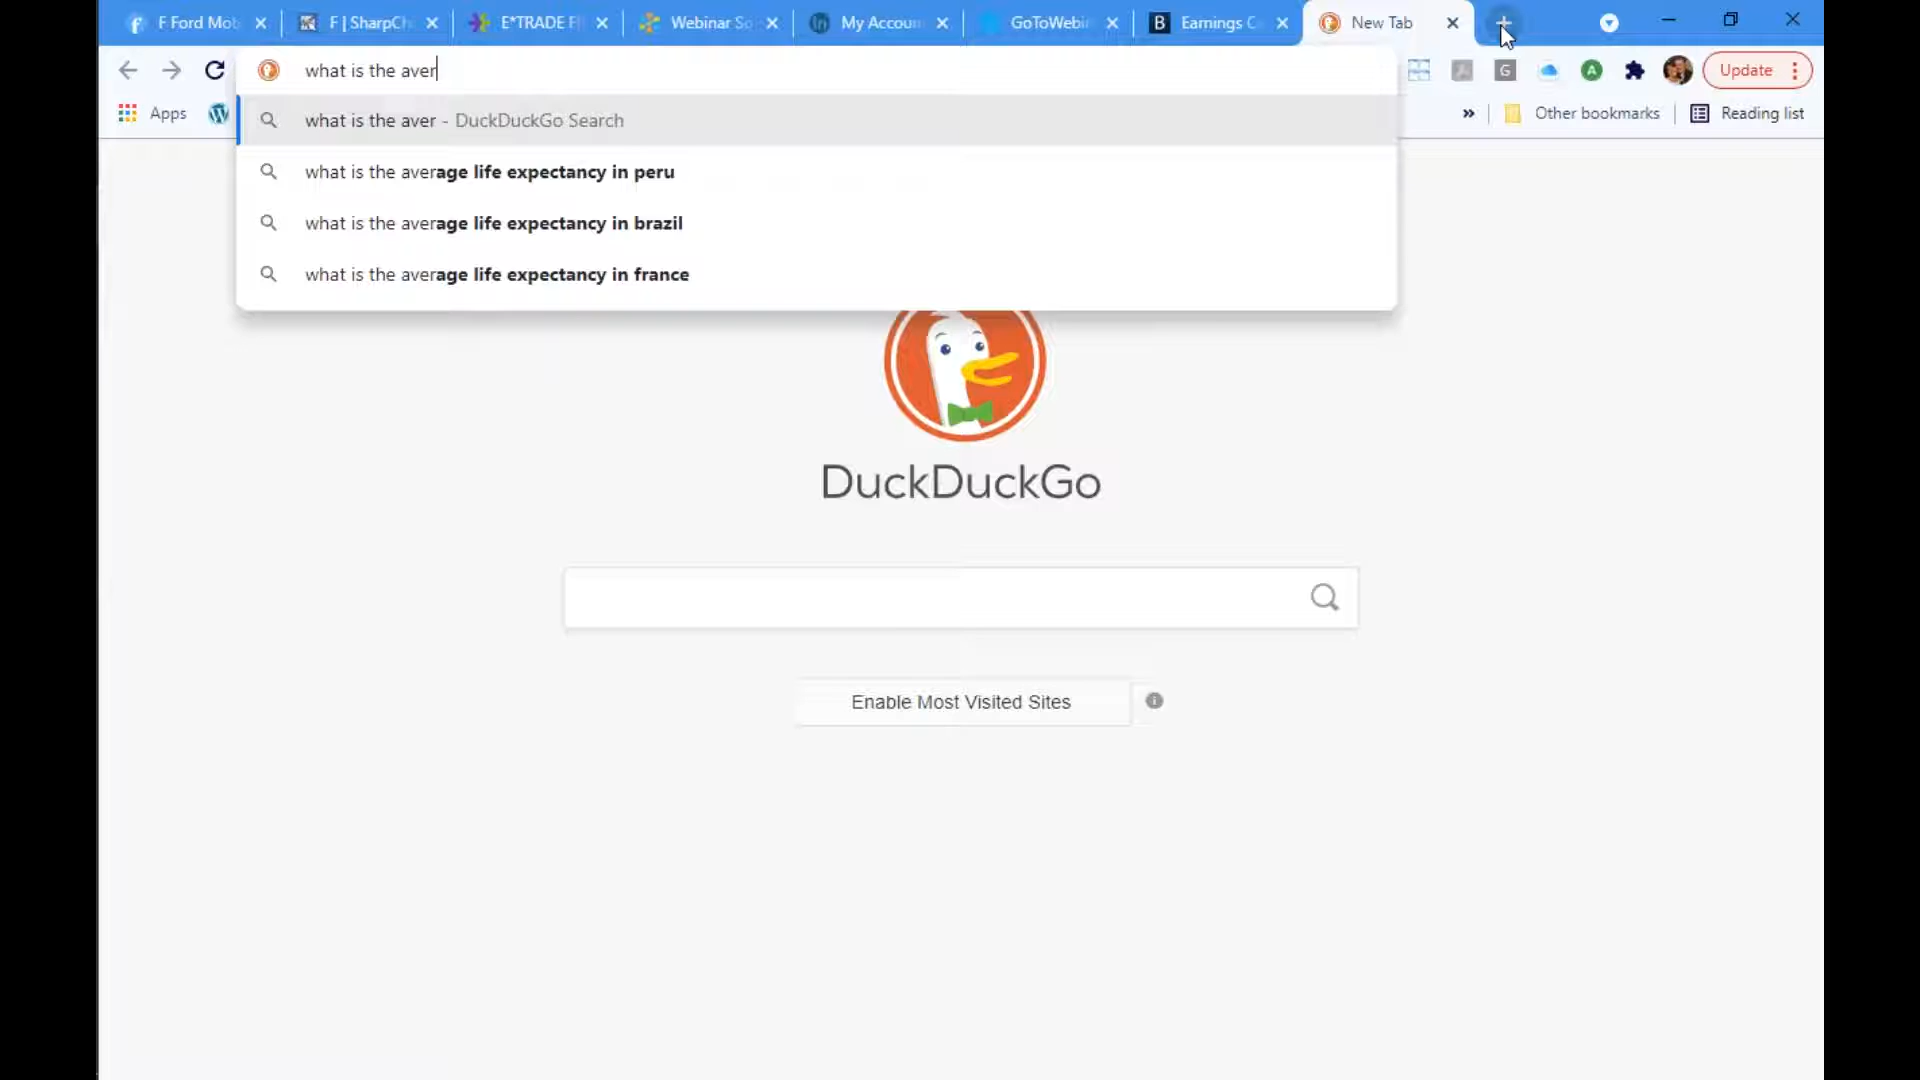 F Ford Mob
F | SharpCh
E*TRADE Fi
Webinar So
My Accoun
GoToWebin
B
Earnings C
New Tab
what is the aver
G
A
Update
Apps
Other bookmarks
Reading list
what is the aver - DuckDuckGo Search
what is the average life expectancy in peru
what is the average life expectancy in brazil
what is the average life expectancy in france
DuckDuckGo
Enable Most Visited Sites